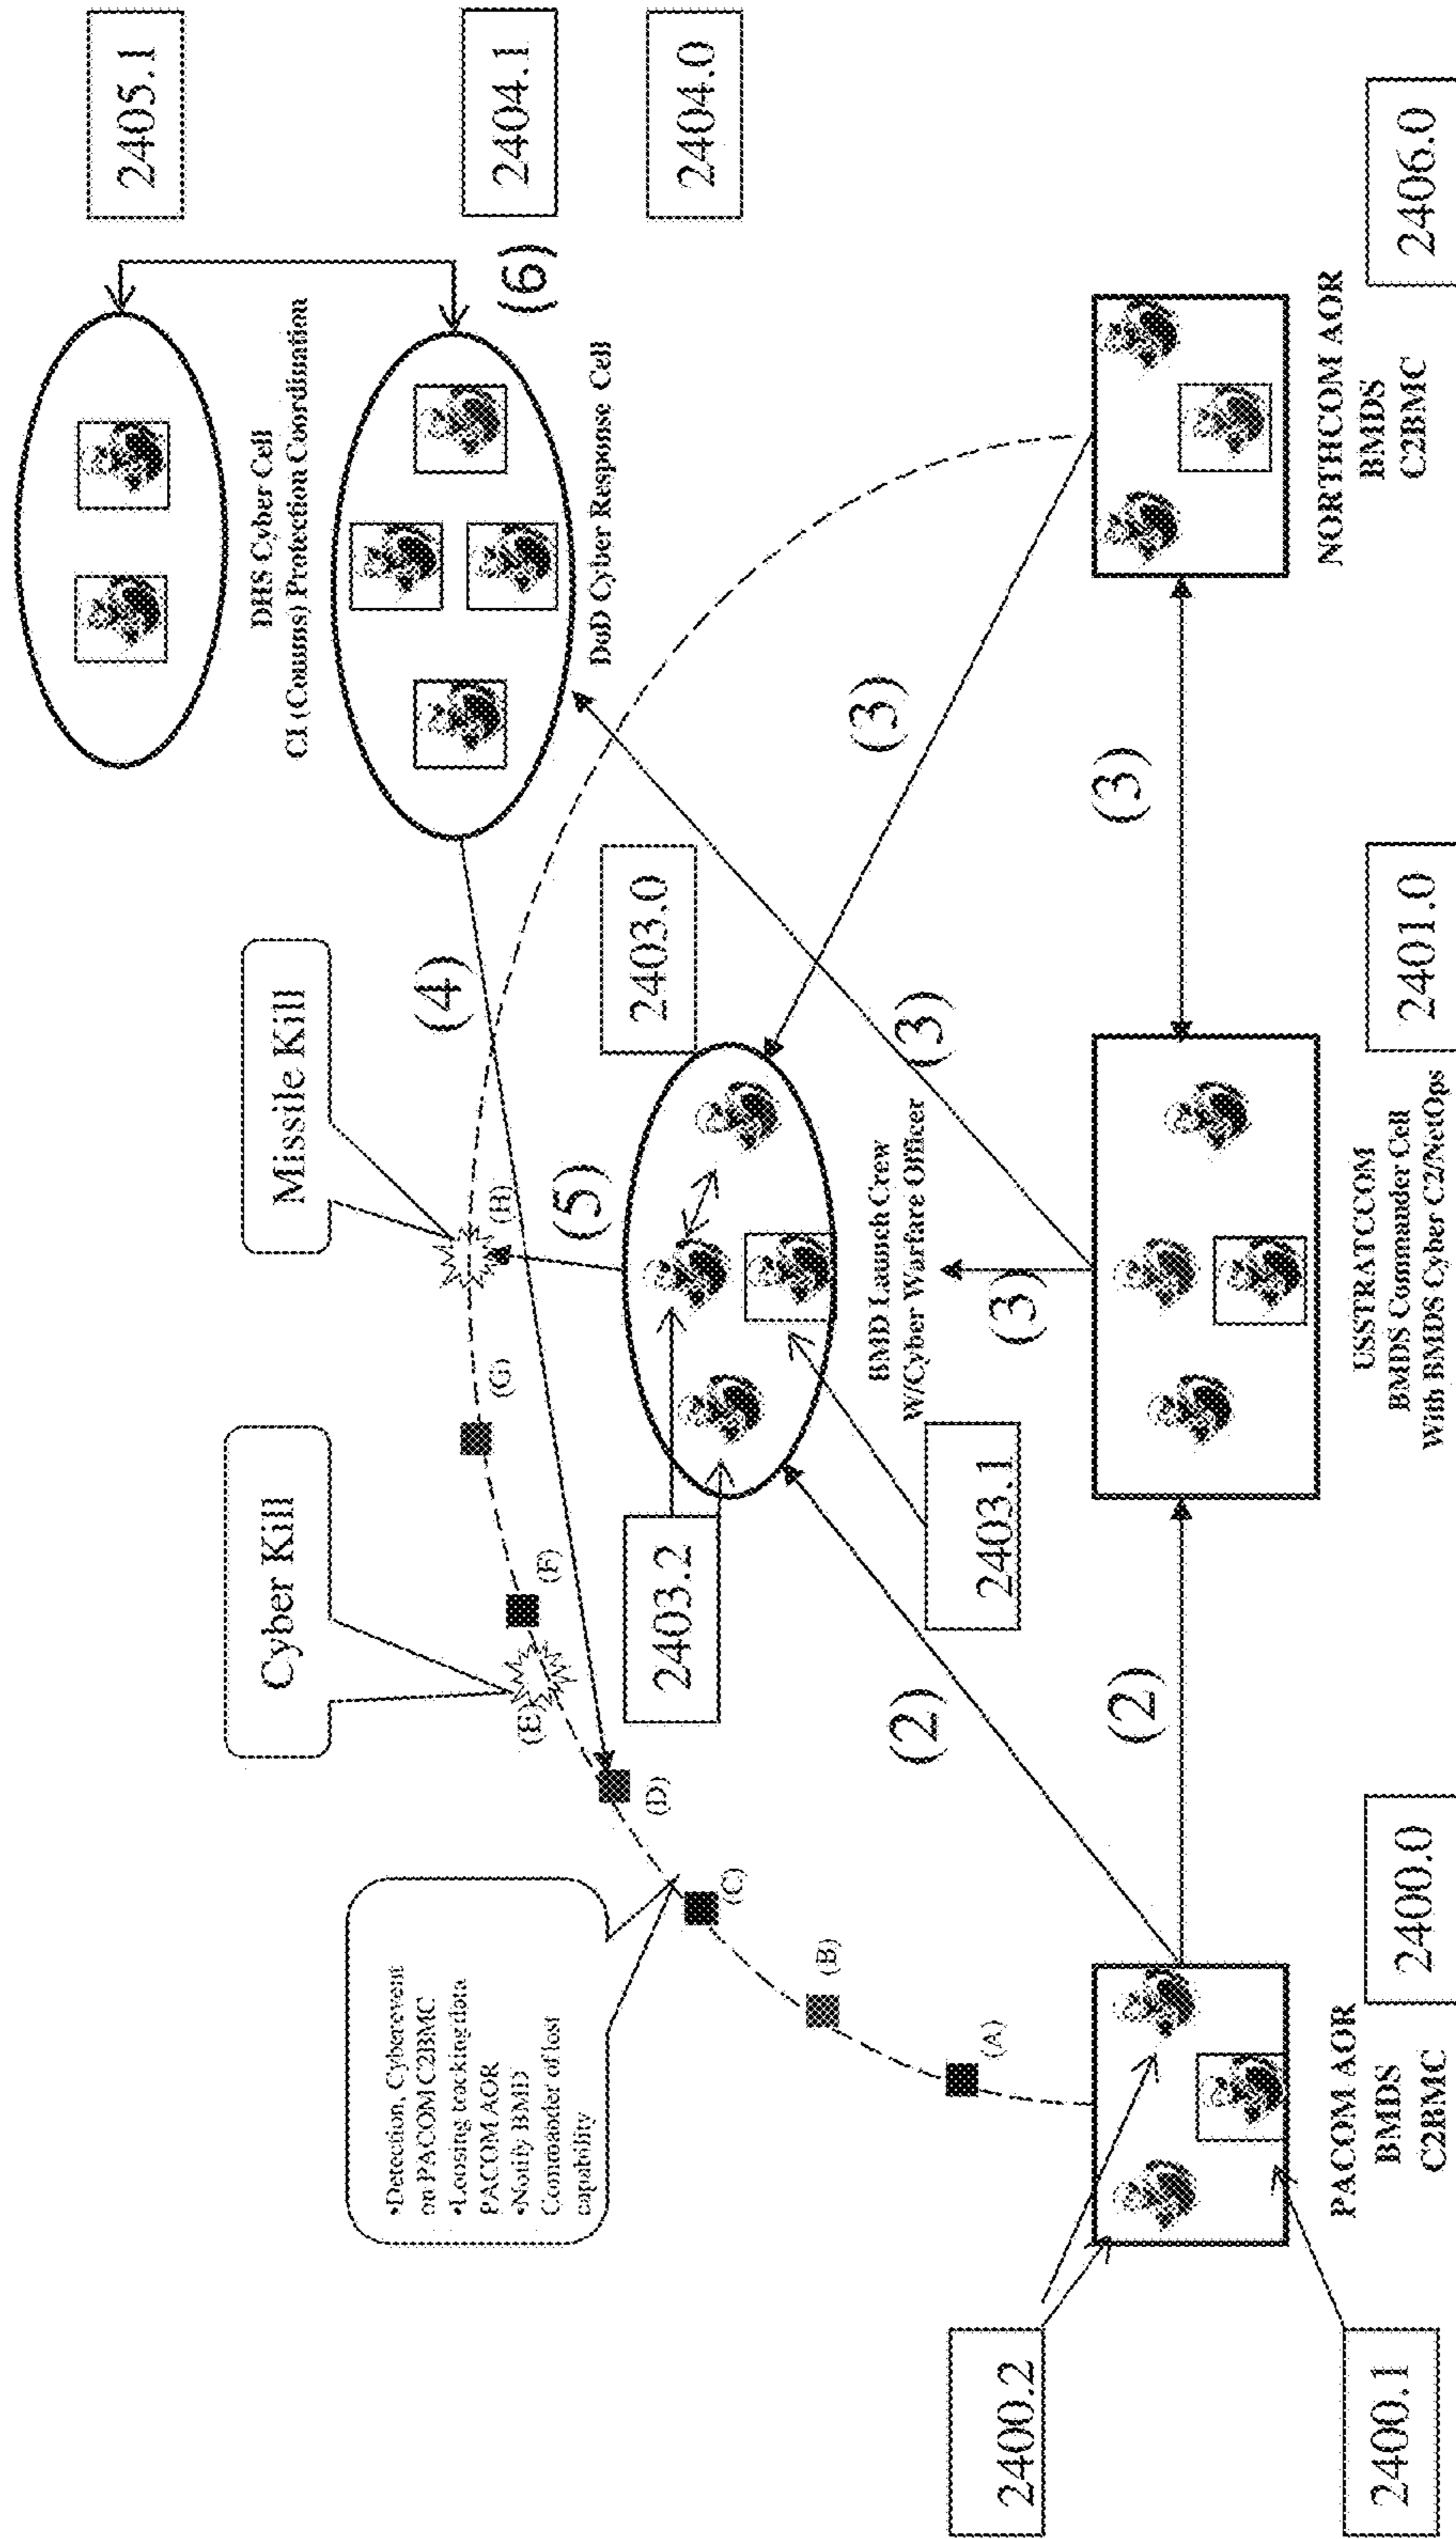 •Detection, Cyberevent
on PACOM C2BMC
•Loosing tracking data
PACOM AOR
•Notify BMD
Commander of lost
capability
Cyber Kill
Missile Kill
DHS Cyber Cell
CI (Comms) Protection Coordination
2405.1
DoD Cyber Response Cell
2404.1
(6)
2404.0
(A)
(B)
(C)
(D)
(E)
(F)
(G)
(H)
(4)
(5)
2403.0
2403.2
2403.1
BMD Launch Crew
W/Cyber Warfare Officer
(2)
(3)
(3)
(3)
(2)
(3)
2400.2
2400.1
PACOM AOR
BMDS
C2BMC
2400.0
USSTRATCCOM
BMDS Commander Cell
With BMDS Cyber C2/NetOps
2401.0
NORTHCOM AOR
BMDS
C2BMC
2406.0